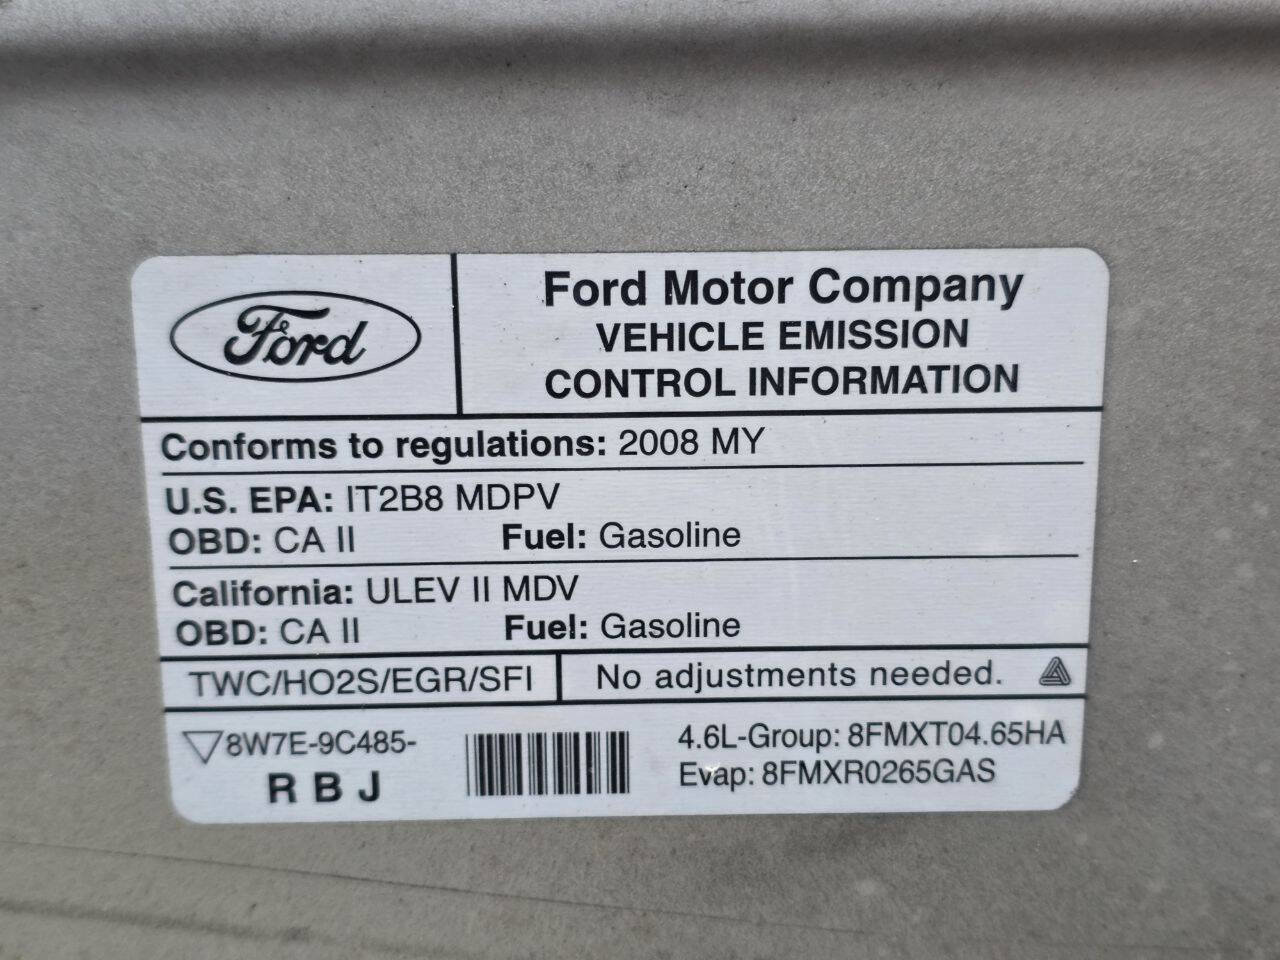 Ford
Ford Motor Company
VEHICLE EMISSION
CONTROL INFORMATION
Conforms to regulations: 2008 MY
U.S. EPA: IT2B8 MDPV
OBD: CA II Fuel: Gasoline
California: ULEV II MDV
OBD: CA II Fuel: Gasoline
TWC/HO2S/EGR/SFI
No adjustments needed.
8W7E-9C485-
R B J
4.6L-Group: 8FMXT04.65HA
Evap: 8FMXR0265GAS